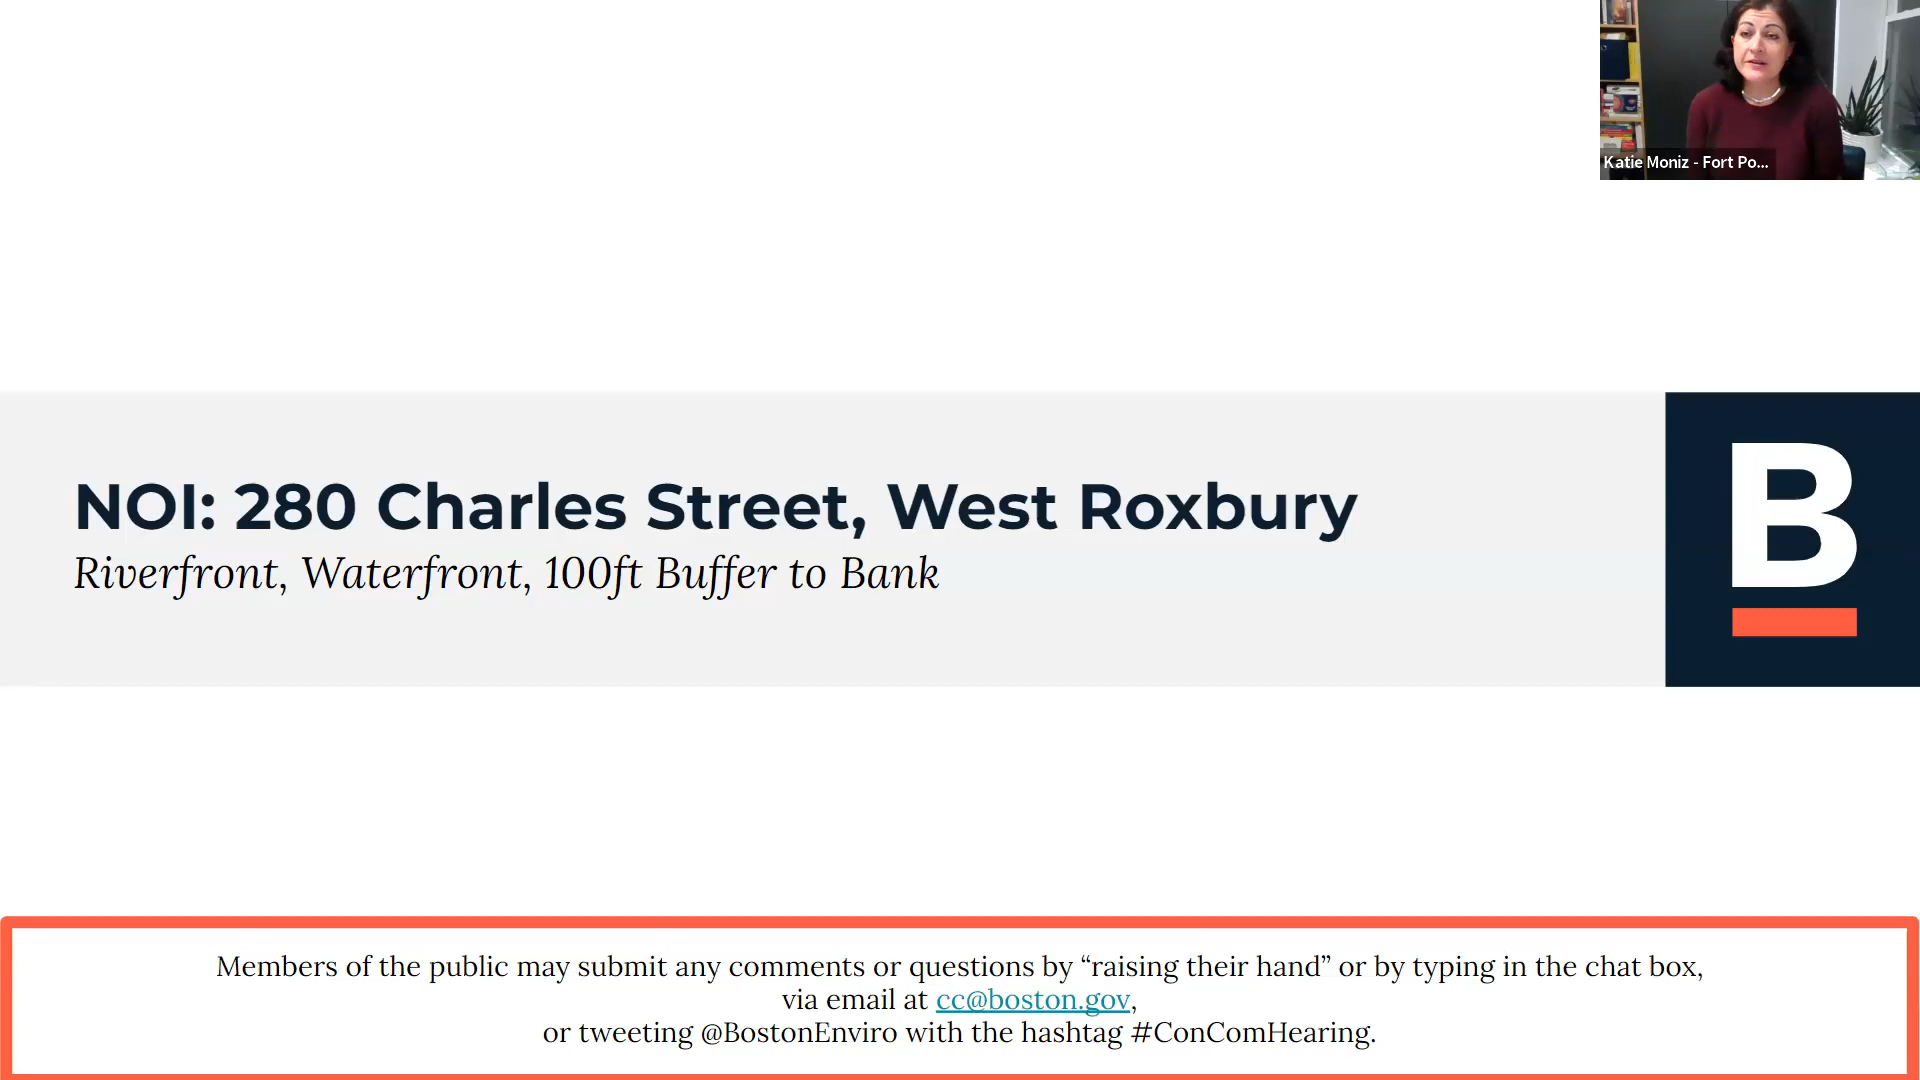 Katie Moniz - Fort Po...
NOI: 280 Charles Street, West Roxbury
Riverfront, Waterfront, 100ft Buffer to Bank
B
Members of the public may submit any comments or questions by “raising their hand” or by typing in the chat box,
via email at cc@boston.gov,
or tweeting @BostonEnviro with the hashtag #ConComHearing.